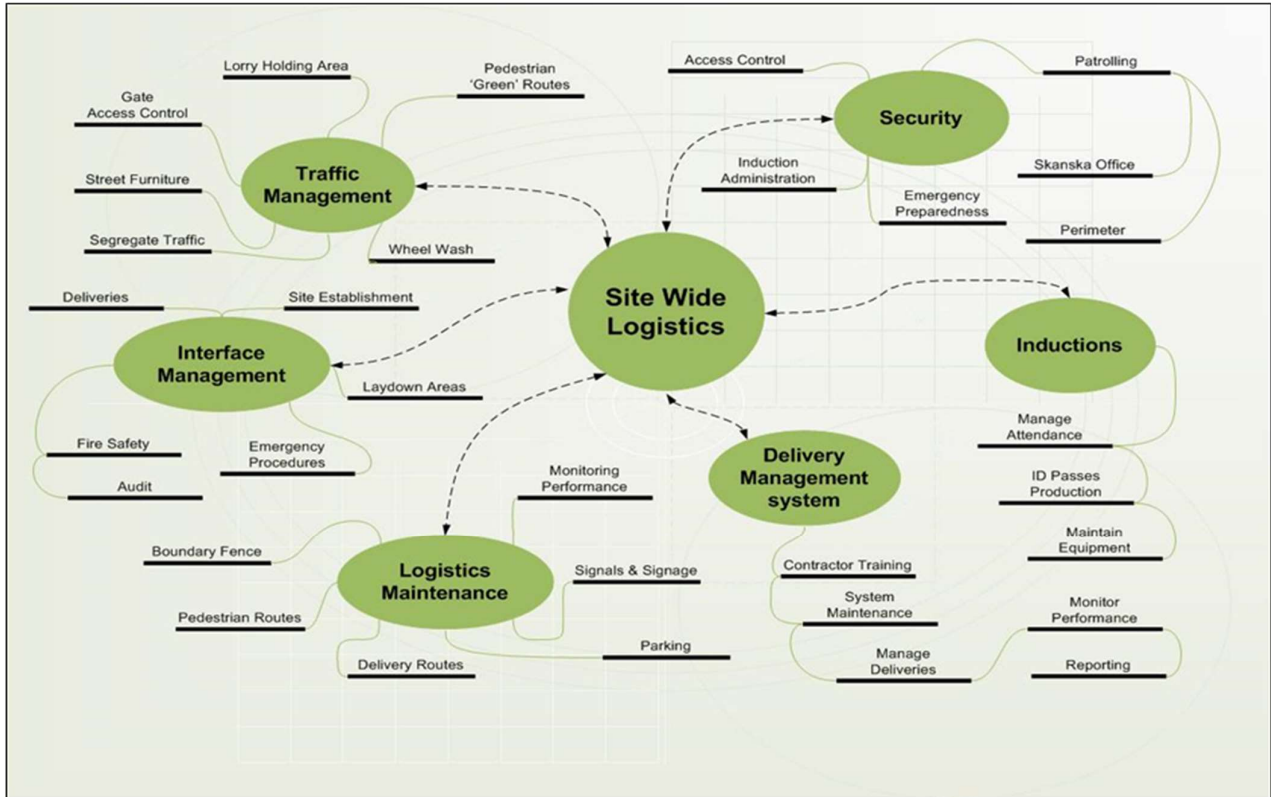 Lorry Holding Area
Pedestrian
‘Green’ Routes
Gate
Access Control
Traffic
Management
Street Furniture
Segregate Traffic
Wheel Wash
Access Control
Security
Patrolling
Induction
Administration
Emergency
Preparedness
Skanska Office
Perimeter
Site Wide
Logistics
Deliveries
Site Establishment
Interface
Management
Laydown Areas
Fire Safety
Audit
Emergency
Procedures
Inductions
Manage
Attendance
ID Passes
Production
Maintain
Equipment
Delivery
Management
system
Contractor Training
System
Maintenance
Manage
Deliveries
Monitor
Performance
Reporting
Monitoring
Performance
Boundary Fence
Logistics
Maintenance
Signals & Signage
Pedestrian Routes
Delivery Routes
Parking